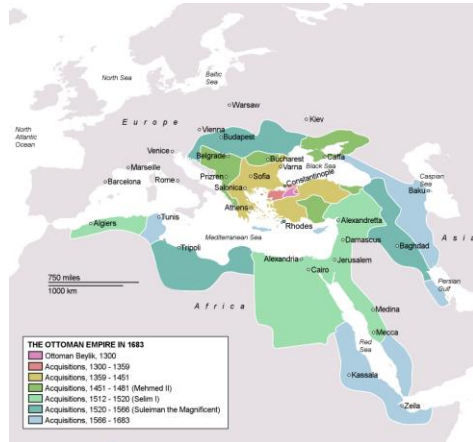 North Sea
Baltic
Sea
North
Atlantic
Ocean
Europe
Warsaw
Kiev
Vienna
Budapest
Venice
Belgrade
Bucharest
Caffa
Marseille
Varna
Black Sea
Barcelona
Rome
Prizren
Sofia
Constantinople
Caspian
Sea
Baku
Salonica
Athens
Algiers
Tunis
Rhodes
Alexandretta
Asia
Mediterranean Sea
Tripoli
Damascus
Baghdad
Alexandria
Jerusalem
Cairo
Persian
Gulf
750 miles
1000 km
Africa
Medina
Mecca
Red
Sea
Kassala
Zeila
THE OTTOMAN EMPIRE IN 1683
Ottoman Beylik, 1300
Acquisitions, 1300 - 1359
Acquisitions, 1359 - 1451
Acquisitions, 1451 - 1481 (Mehmed II)
Acquisitions, 1512 - 1520 (Selim I)
Acquisitions, 1520 - 1566 (Suleiman the Magnificent)
Acquisitions, 1566 - 1683